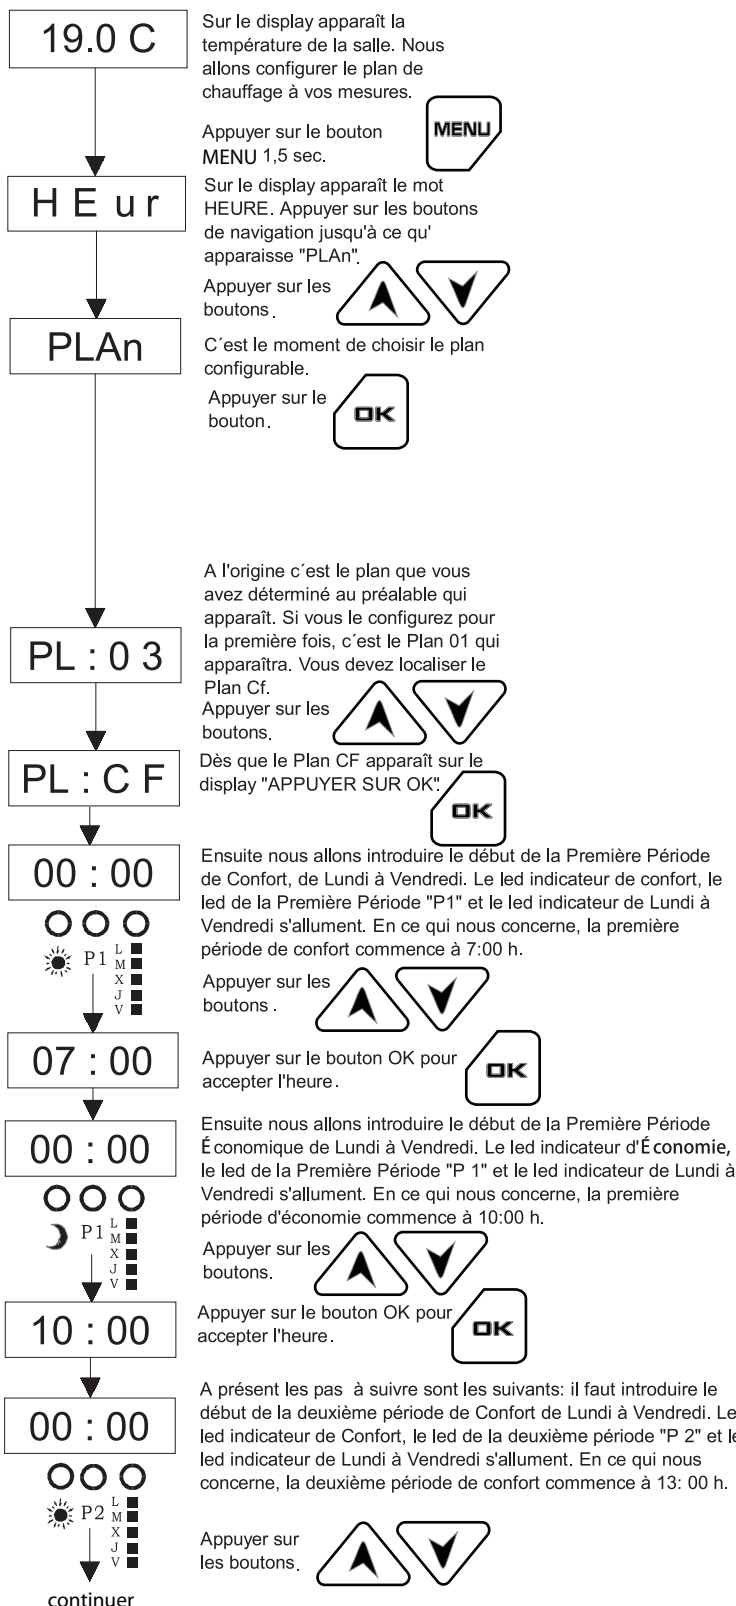 19.0 C
Sur le display apparaît la
température de la salle. Nous
allons configurer le plan de
chauffage à vos mesures.
Appuyer sur le bouton
MENU 1,5 sec.
MENU
H E u r
Sur le display apparaît le mot
HEURE. Appuyer sur les boutons
de navigation jusqu'à ce qu'
apparaisse "PLAn".
Appuyer sur les
boutons.
PLAn
C´est le moment de choisir le plan
configurable.
Appuyer sur le
bouton.
OK
A l'origine c´est le plan que vous
avez déterminé au préalable qui
apparaît. Si vous le configurez pour
la première fois, c´est le Plan 01 qui
apparaîtra. Vous devez localiser le
Plan Cf.
PL : 0 3
Appuyer sur les
boutons.
PL : C F
Dès que le Plan CF apparaît sur le
display "APPUYER SUR OK".
OK
00 : 00
Ensuite nous allons introduire le début de la Première Période
de Confort, de Lundi à Vendredi. Le led indicateur de confort, le
led de la Première Période "P1" et le led indicateur de Lundi à
Vendredi s'allument. En ce qui nous concerne, la première
période de confort commence à 7:00 h.
P1
L
M
X
J
V
Appuyer sur les
boutons .
07 : 00
Appuyer sur le bouton OK pour
accepter l'heure.
OK
00 : 00
Ensuite nous allons introduire le début de la Première Période
Économique de Lundi à Vendredi. Le led indicateur d'Économie,
le led de la Première Période "P 1" et le led indicateur de Lundi à
Vendredi s'allument. En ce qui nous concerne, la première
période d'économie commence à 10:00 h.
P1
L
M
X
J
V
Appuyer sur les
boutons.
10 : 00
Appuyer sur le bouton OK pour
accepter l'heure.
OK
00 : 00
A présent les pas à suivre sont les suivants: il faut introduire le
début de la deuxième période de Confort de Lundi à Vendredi. Le
led indicateur de Confort, le led de la deuxième période "P 2" et le
led indicateur de Lundi à Vendredi s'allument. En ce qui nous
concerne, la deuxième période de confort commence à 13: 00 h.
P2
L
M
X
J
V
Appuyer sur
les boutons.
continuer